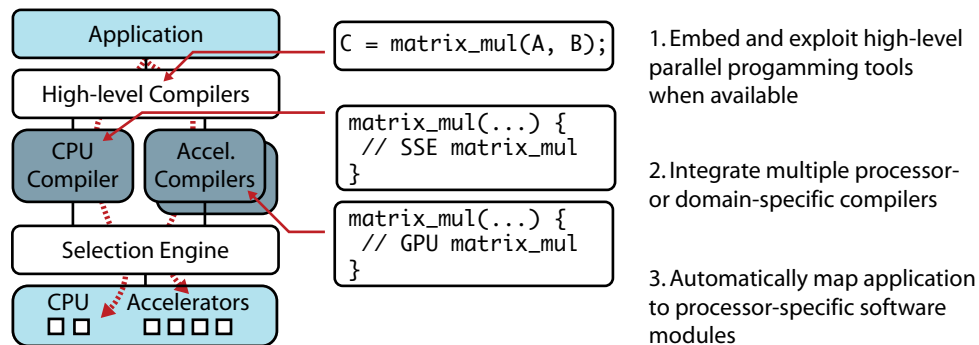 Application
High-level Compilers
CPU
Compiler
Accel.
Compilers
Selection Engine
CPU
Accelerators
C = matrix_mul(A, B);
matrix_mul(...) {
// SSE matrix_mul
}
matrix_mul(...) {
// GPU matrix_mul
}
1. Embed and exploit high-level
parallel progamming tools
when available
2. Integrate multiple processor-
or domain-specific compilers
3. Automatically map application
to processor-specific software
modules